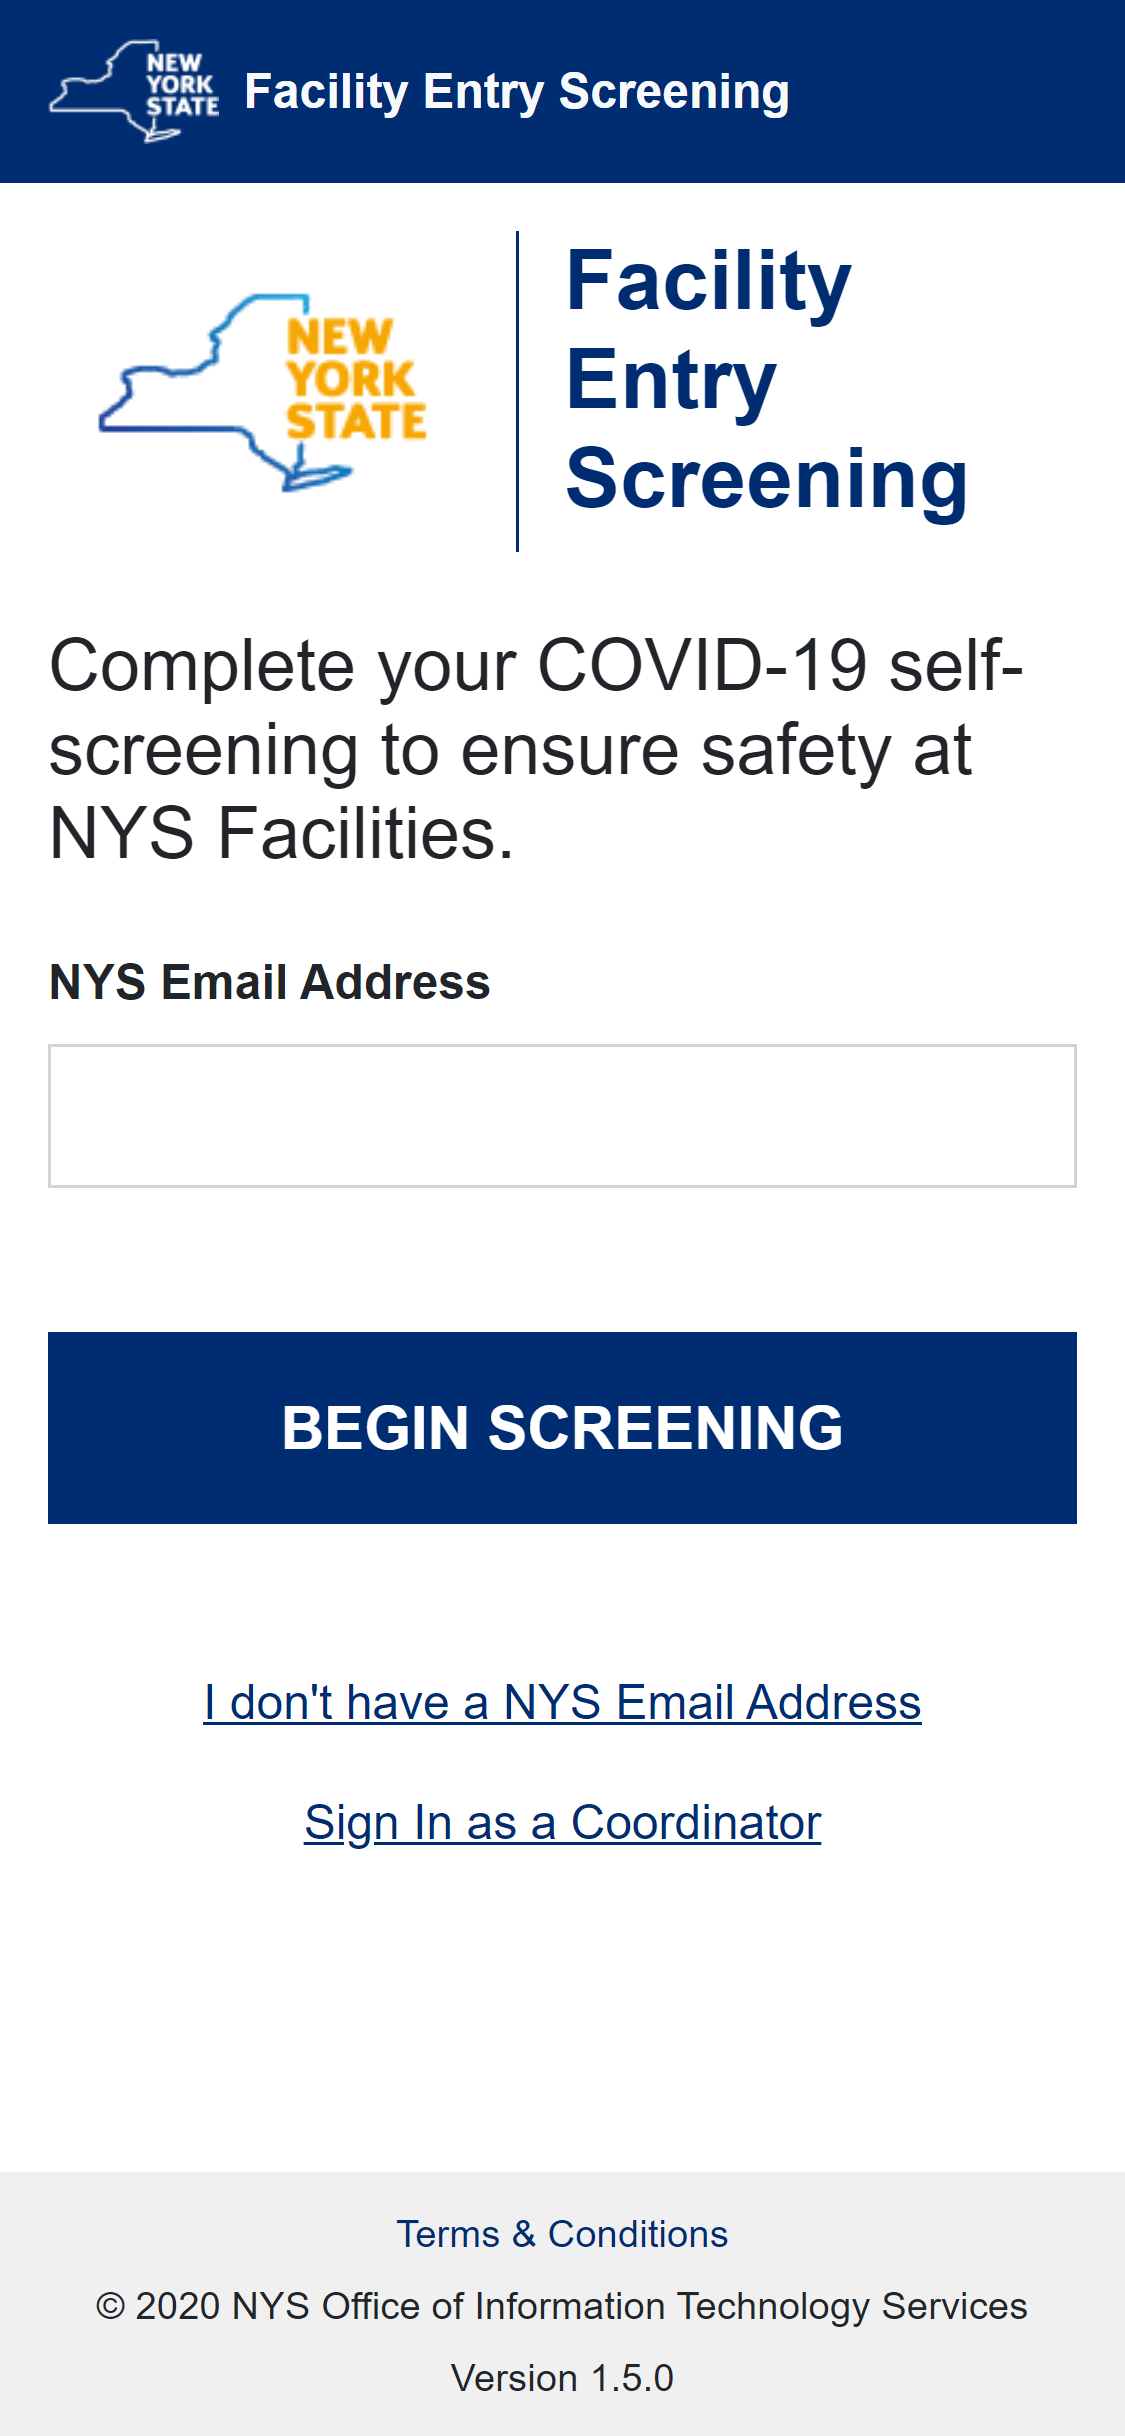 NEW
YORK
STATE
Facility Entry Screening
NEW
YORK
STATE
Facility
Entry
Screening
Complete your COVID-19 self-
screening to ensure safety at
NYS Facilities.
NYS Email Address
BEGIN SCREENING
I don't have a NYS Email Address
Sign In as a Coordinator
Terms & Conditions
© 2020 NYS Office of Information Technology Services
Version 1.5.0